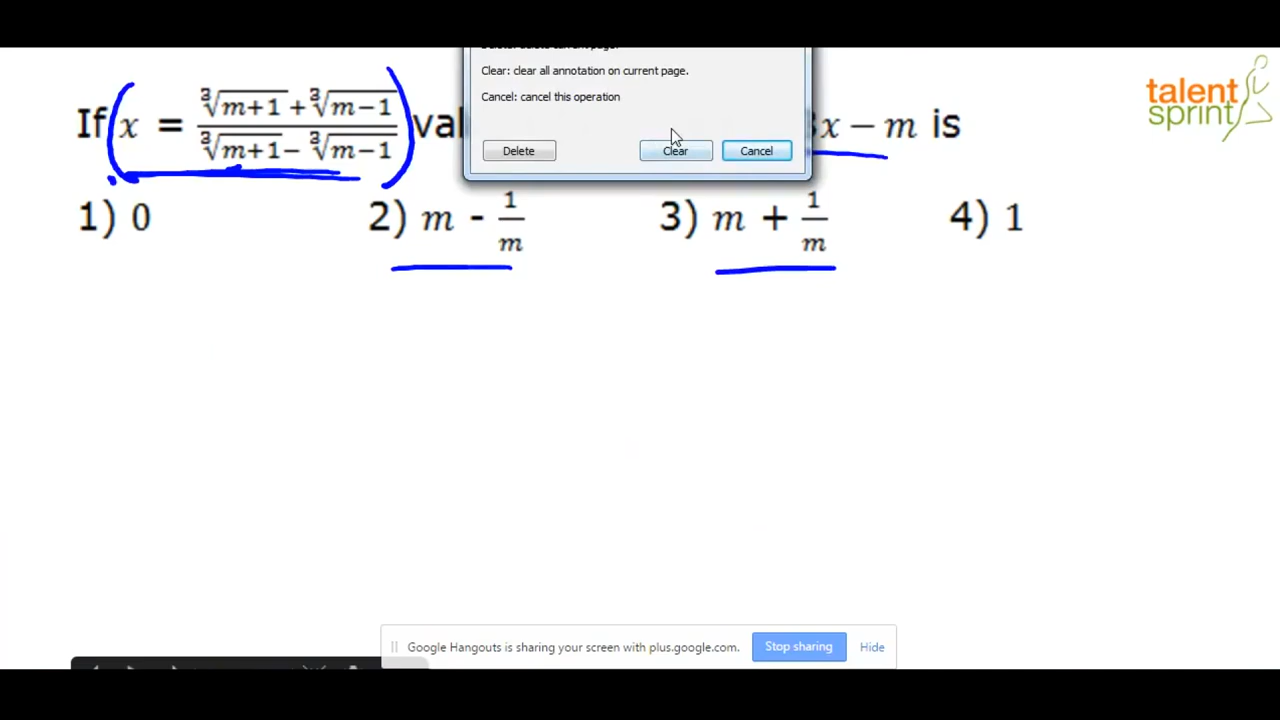 Clear: clear all annotation on current page.
Cancel: cancel this operation
Delete Clear Cancel
talent
sprint
If x = (∛(m+1) + ∛(m−1)) / (∛(m+1) − ∛(m−1)) x − m is
1) 0 2) m - 1/m 3) m + 1/m 4) 1
Google Hangouts is sharing your screen with plus.google.com. Stop sharing Hide